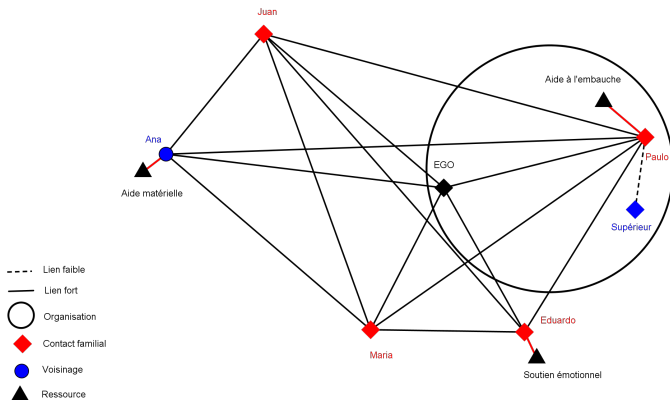 Juan
Aide à l'embauche
Ana
EGO
Paulo
Aide matérielle
Supérieur
Lien faible
Lien fort
Organisation
Eduardo
Contact familial
Maria
Voisinage
Soutien émotionnel
Ressource